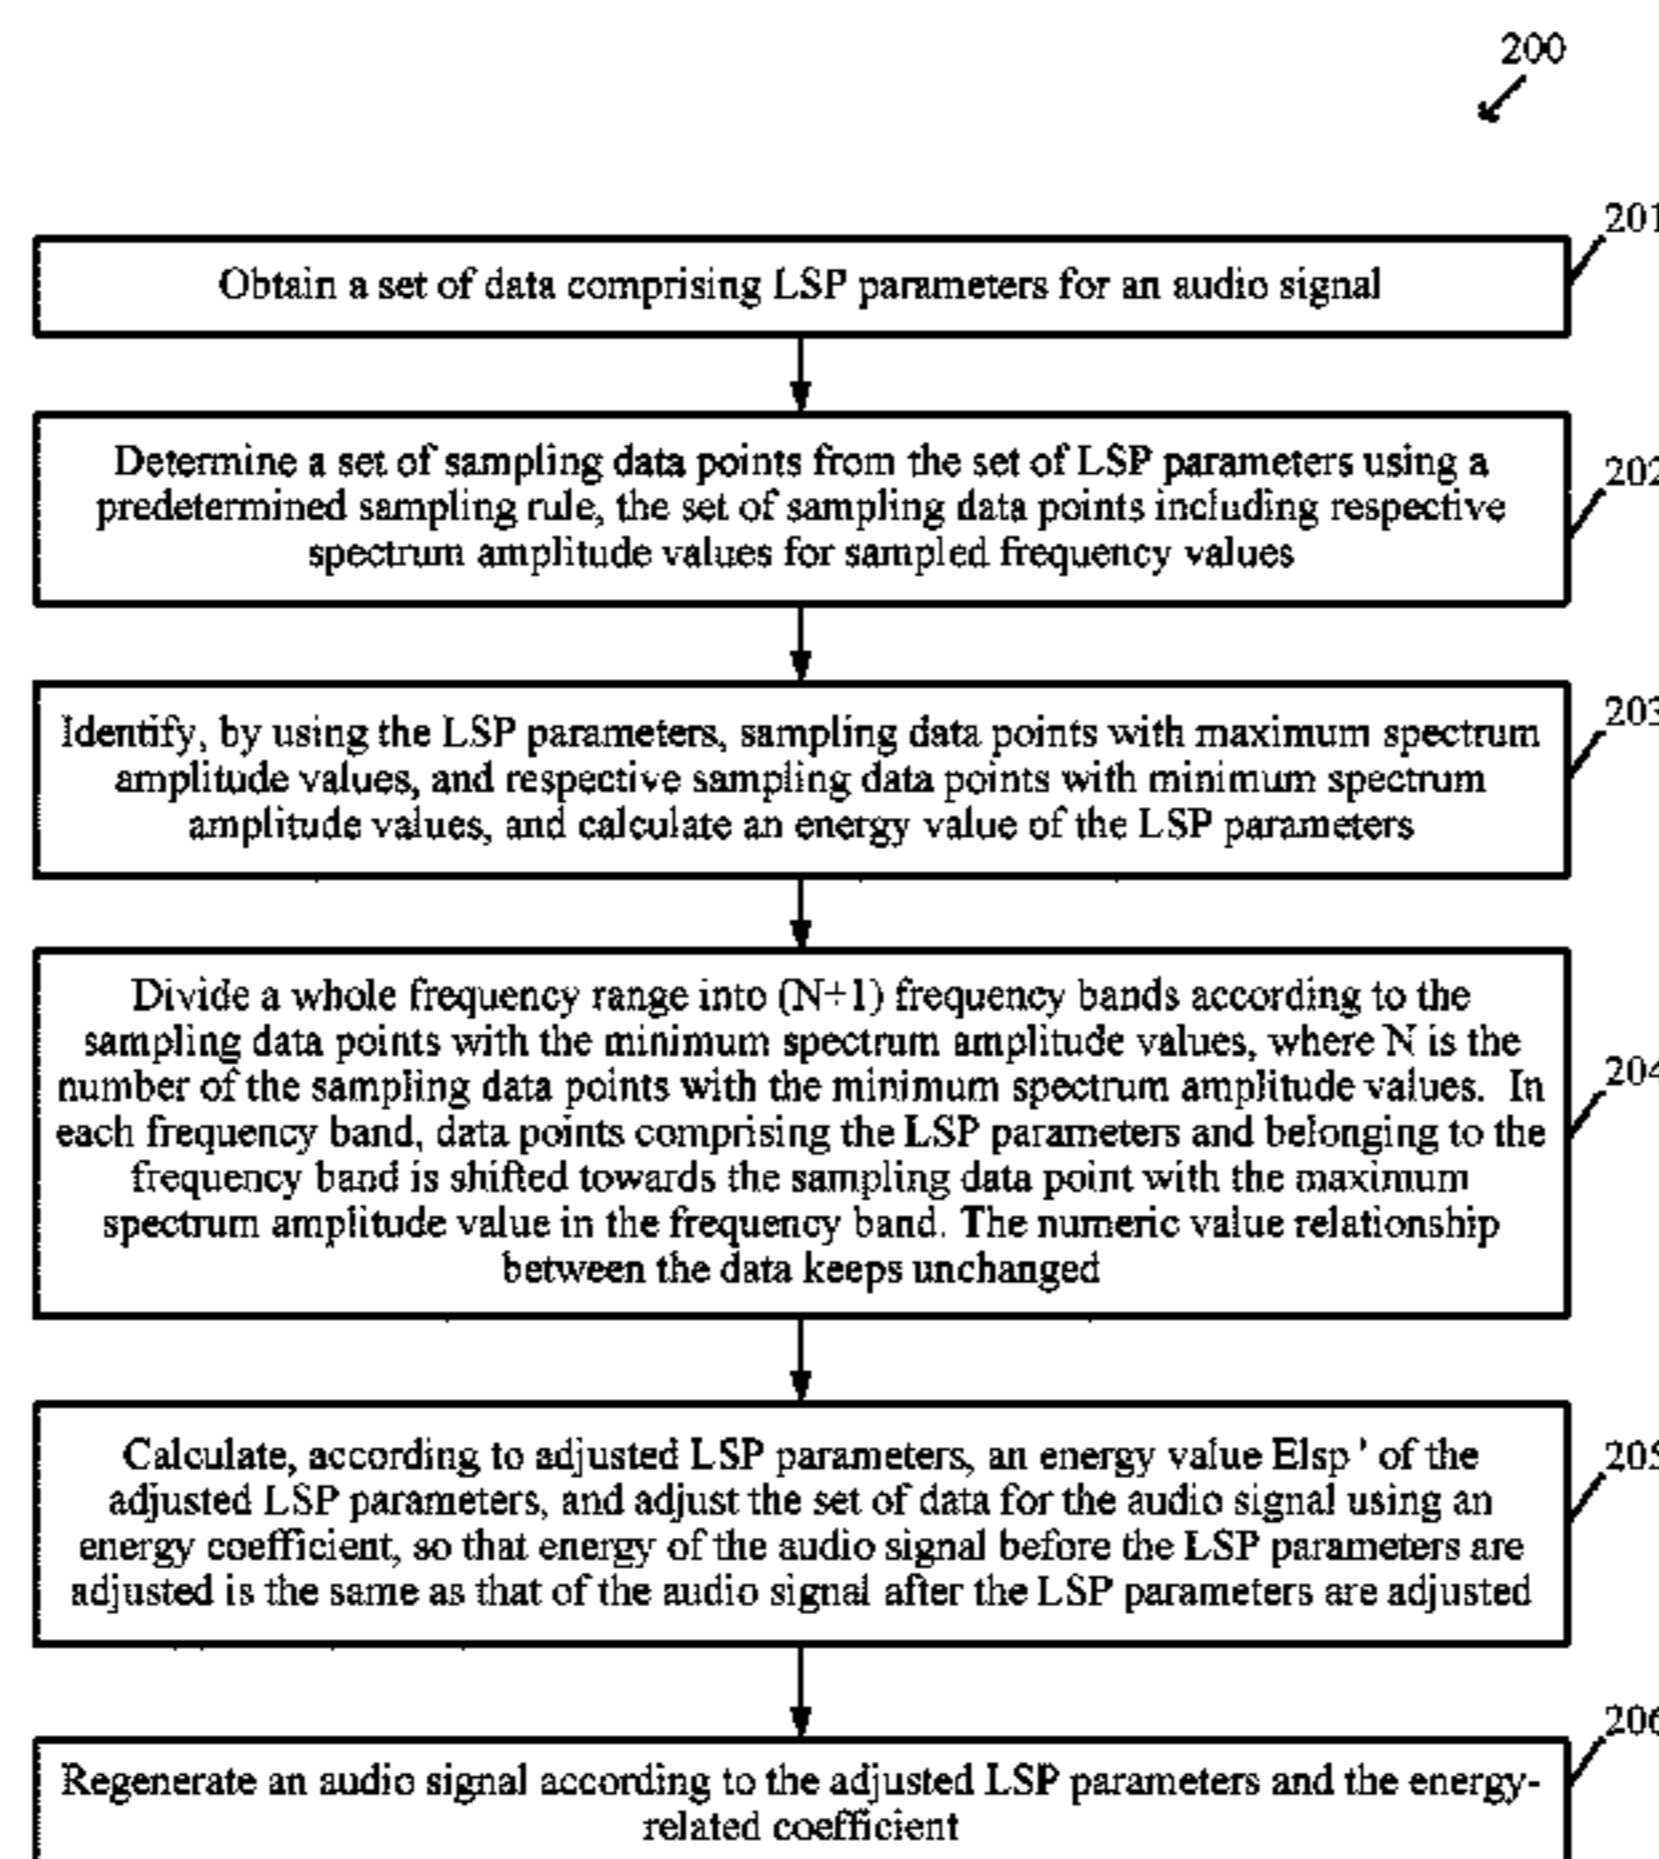 200
201
Obtain a set of data comprising LSP parameters for an audio signal
202
Determine a set of sampling data points from the set of LSP parameters using a
predetermined sampling rule, the set of sampling data points including respective
spectrum amplitude values for sampled frequency values
203
Identify, by using the LSP parameters, sampling data points with maximum spectrum
amplitude values, and respective sampling data points with minimum spectrum
amplitude values, and calculate an energy value of the LSP parameters
204
Divide a whole frequency range into (N+1) frequency bands according to the
sampling data points with the minimum spectrum amplitude values, where N is the
number of the sampling data points with the minimum spectrum amplitude values. In
each frequency band, data points comprising the LSP parameters and belonging to the
frequency band is shifted towards the sampling data point with the maximum
spectrum amplitude value in the frequency band. The numeric value relationship
between the data keeps unchanged
205
Calculate, according to adjusted LSP parameters, an energy value Elsp ' of the
adjusted LSP parameters, and adjust the set of data for the audio signal using an
energy coefficient, so that energy of the audio signal before the LSP parameters are
adjusted is the same as that of the audio signal after the LSP parameters are adjusted
206
Regenerate an audio signal according to the adjusted LSP parameters and the energy-
related coefficient